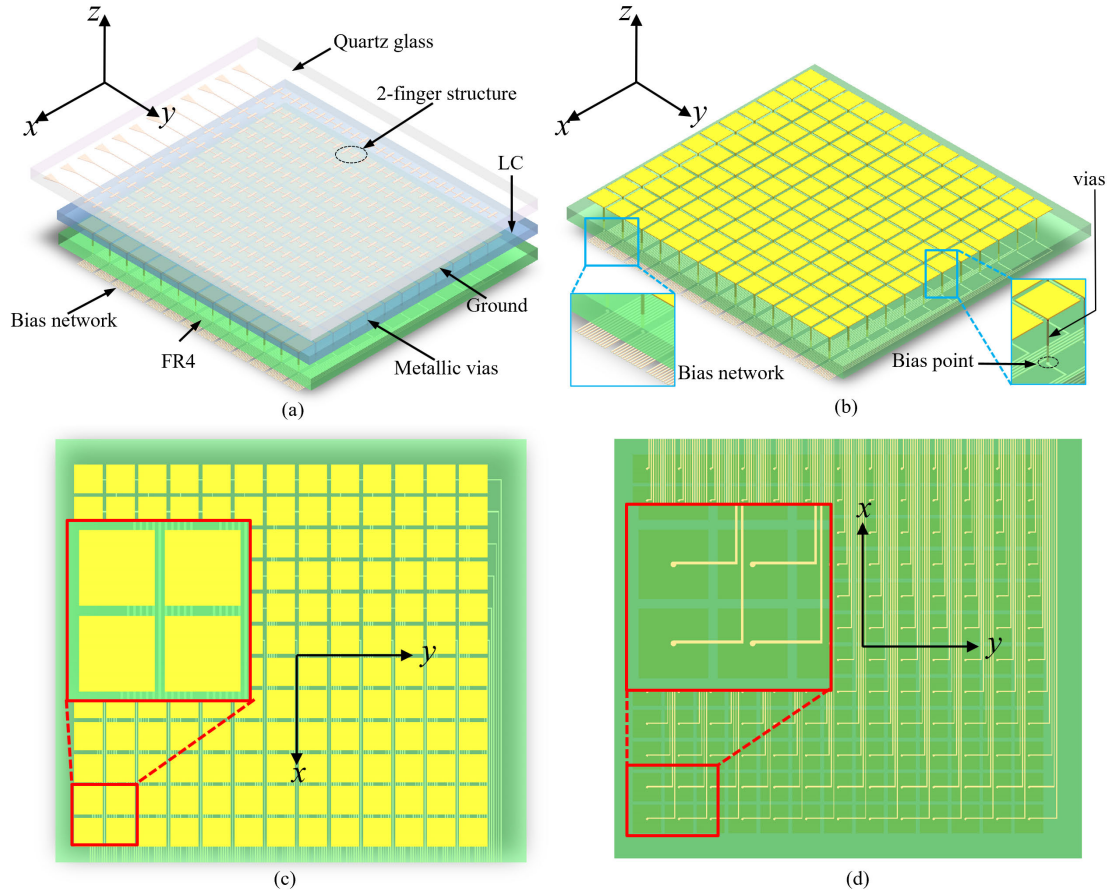 z
x
y
Quartz glass
2-finger structure
LC
Bias network
FR4
Metallic vias
Ground
(a)
z
x
y
vias
Bias network
Bias point
(b)
y
x
(c)
x
y
(d)